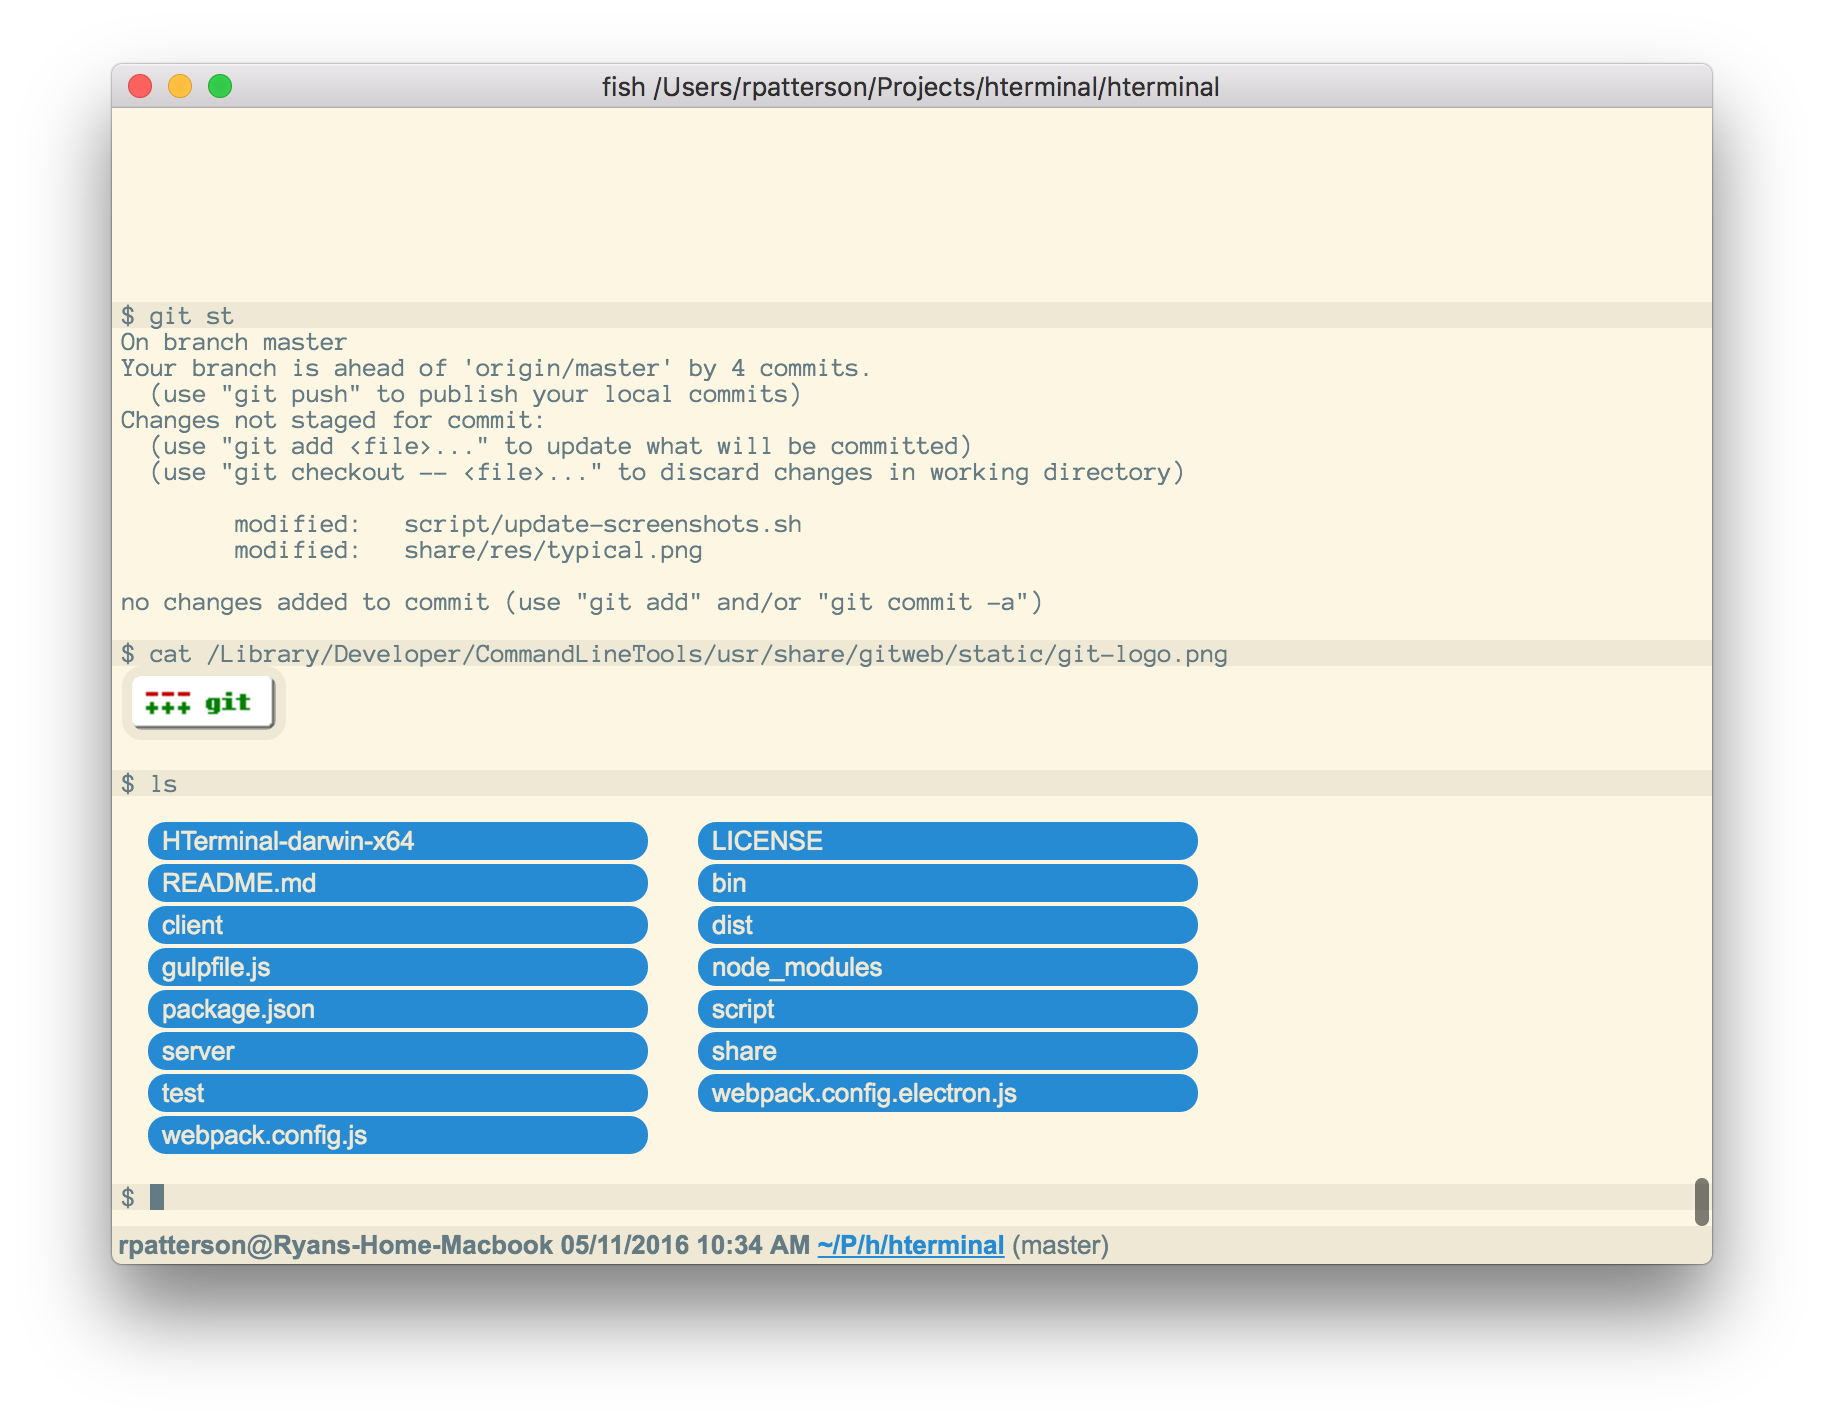 fish /Users/rpatterson/Projects/hterminal/hterminal
$ git st
On branch master
Your branch is ahead of 'origin/master' by 4 commits.
  (use "git push" to publish your local commits)
Changes not staged for commit:
  (use "git add <file>..." to update what will be committed)
  (use "git checkout -- <file>..." to discard changes in working directory)
        modified:   script/update-screenshots.sh
        modified:   share/res/typical.png
no changes added to commit (use "git add" and/or "git commit -a")
$ cat /Library/Developer/CommandLineTools/usr/share/gitweb/static/git-logo.png
git
$ ls
HTerminal-darwin-x64 LICENSE
README.md bin
client dist
gulpfile.js node_modules
package.json script
server share
test webpack.config.electron.js
webpack.config.js
$
rpatterson@Ryans-Home-Macbook 05/11/2016 10:34 AM ~/P/h/hterminal (master)